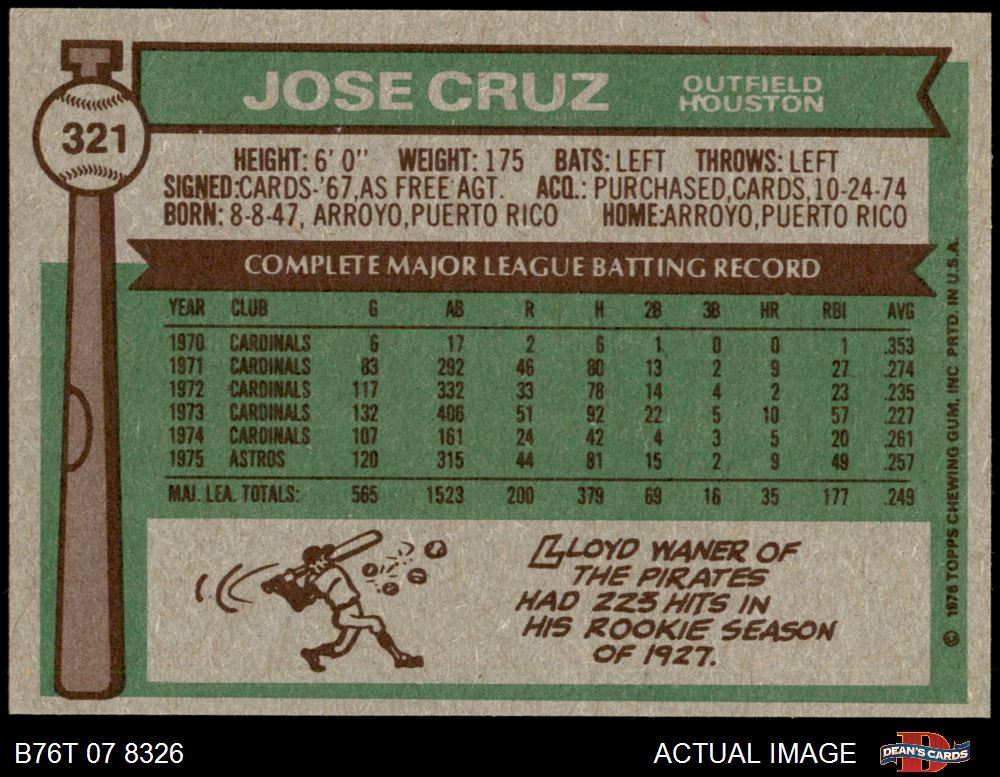 321
JOSE CRUZ OUTFIELD
HOUSTON
HEIGHT: 6' 0" WEIGHT: 175 BATS: LEFT THROWS: LEFT
SIGNED:CARDS-'67,AS FREE AGT. ACQ.: PURCHASED,CARDS,10-24-74
BORN: 8-8-47, ARROYO,PUERTO RICO HOME:ARROYO,PUERTO RICO
COMPLETE MAJOR LEAGUE BATTING RECORD
YEAR CLUB G AB R H 2B 3B HR RBI AVG
1970 CARDINALS 6 17 2 6 1 0 0 1 .353
1971 CARDINALS 83 292 46 80 13 2 9 27 .274
1972 CARDINALS 117 332 33 78 14 4 2 23 .235
1973 CARDINALS 132 406 51 92 22 5 10 57 .227
1974 CARDINALS 107 161 24 42 4 3 5 20 .261
1975 ASTROS 120 315 44 81 15 2 9 49 .257
MAJ. LEA. TOTALS: 565 1523 200 379 69 16 35 177 .249
LLOYD WANER OF
THE PIRATES
HAD 223 HITS IN
HIS ROOKIE SEASON
OF 1927.
© 1976 TOPPS CHEWING GUM, INC PRTD. IN U.S.A.
B76T 07 8326 ACTUAL IMAGE D DEAN'S CARDS